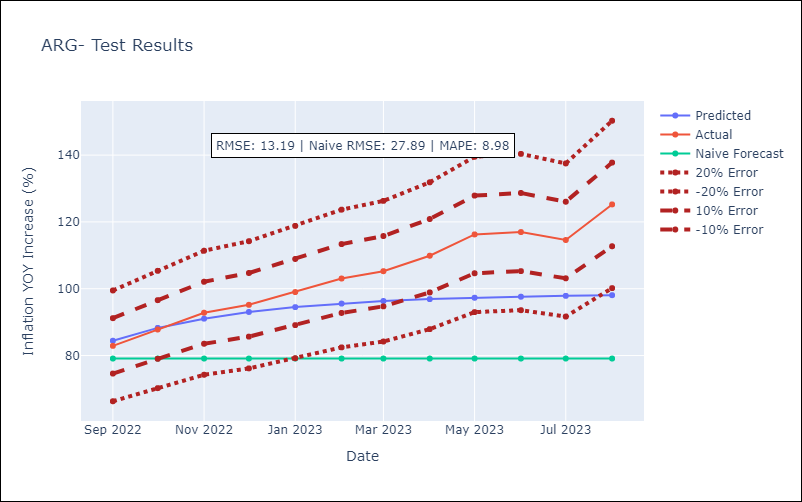 ARG- Test Results
RMSE: 13.19 | Naive RMSE: 27.89 | MAPE: 8.98
Inflation YOY Increase (%)
140
120
100
80
Sep 2022
Nov 2022
Jan 2023
Mar 2023
May 2023
Jul 2023
Date
Predicted
Actual
Naive Forecast
20% Error
-20% Error
10% Error
-10% Error